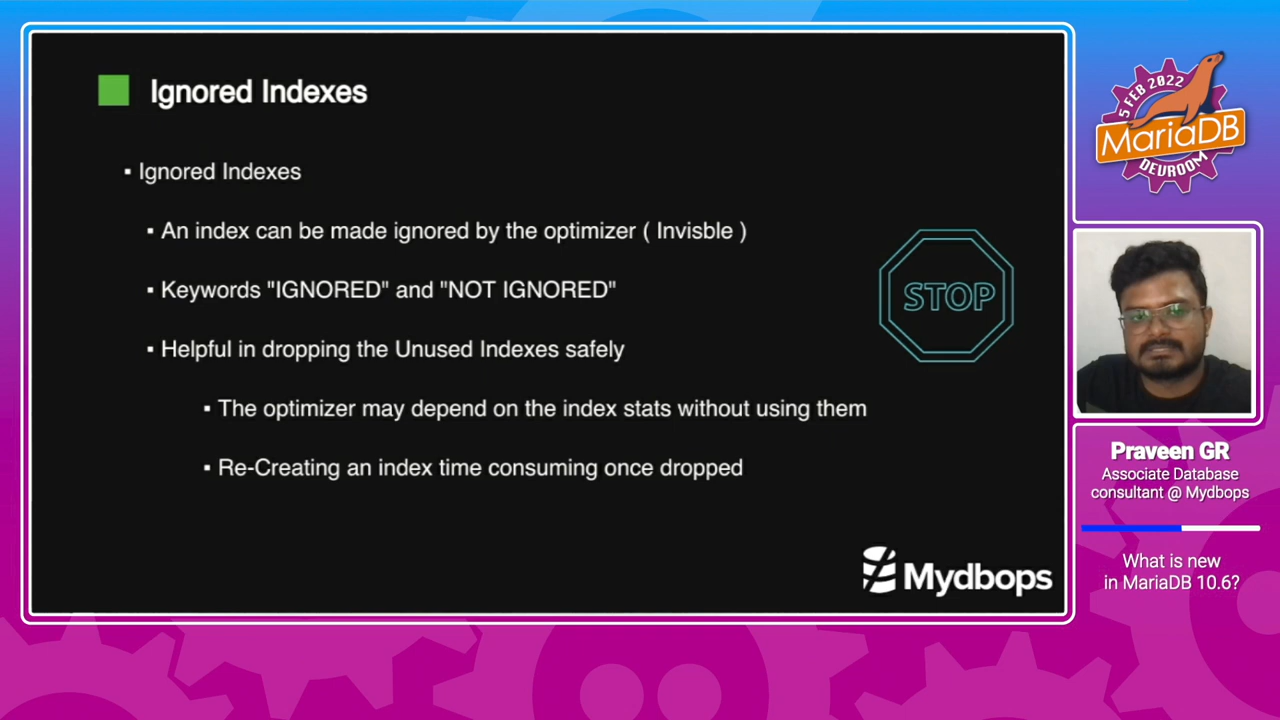 Ignored Indexes
▪ Ignored Indexes
▪ An index can be made ignored by the optimizer ( Invisble )
▪ Keywords "IGNORED" and "NOT IGNORED"
▪ Helpful in dropping the Unused Indexes safely
▪ The optimizer may depend on the index stats without using them
▪ Re-Creating an index time consuming once dropped
STOP
Mydbops
5 FEB 2022
MariaDB
DEVROOM
Praveen GR
Associate Database
consultant @ Mydbops
What is new
in MariaDB 10.6?